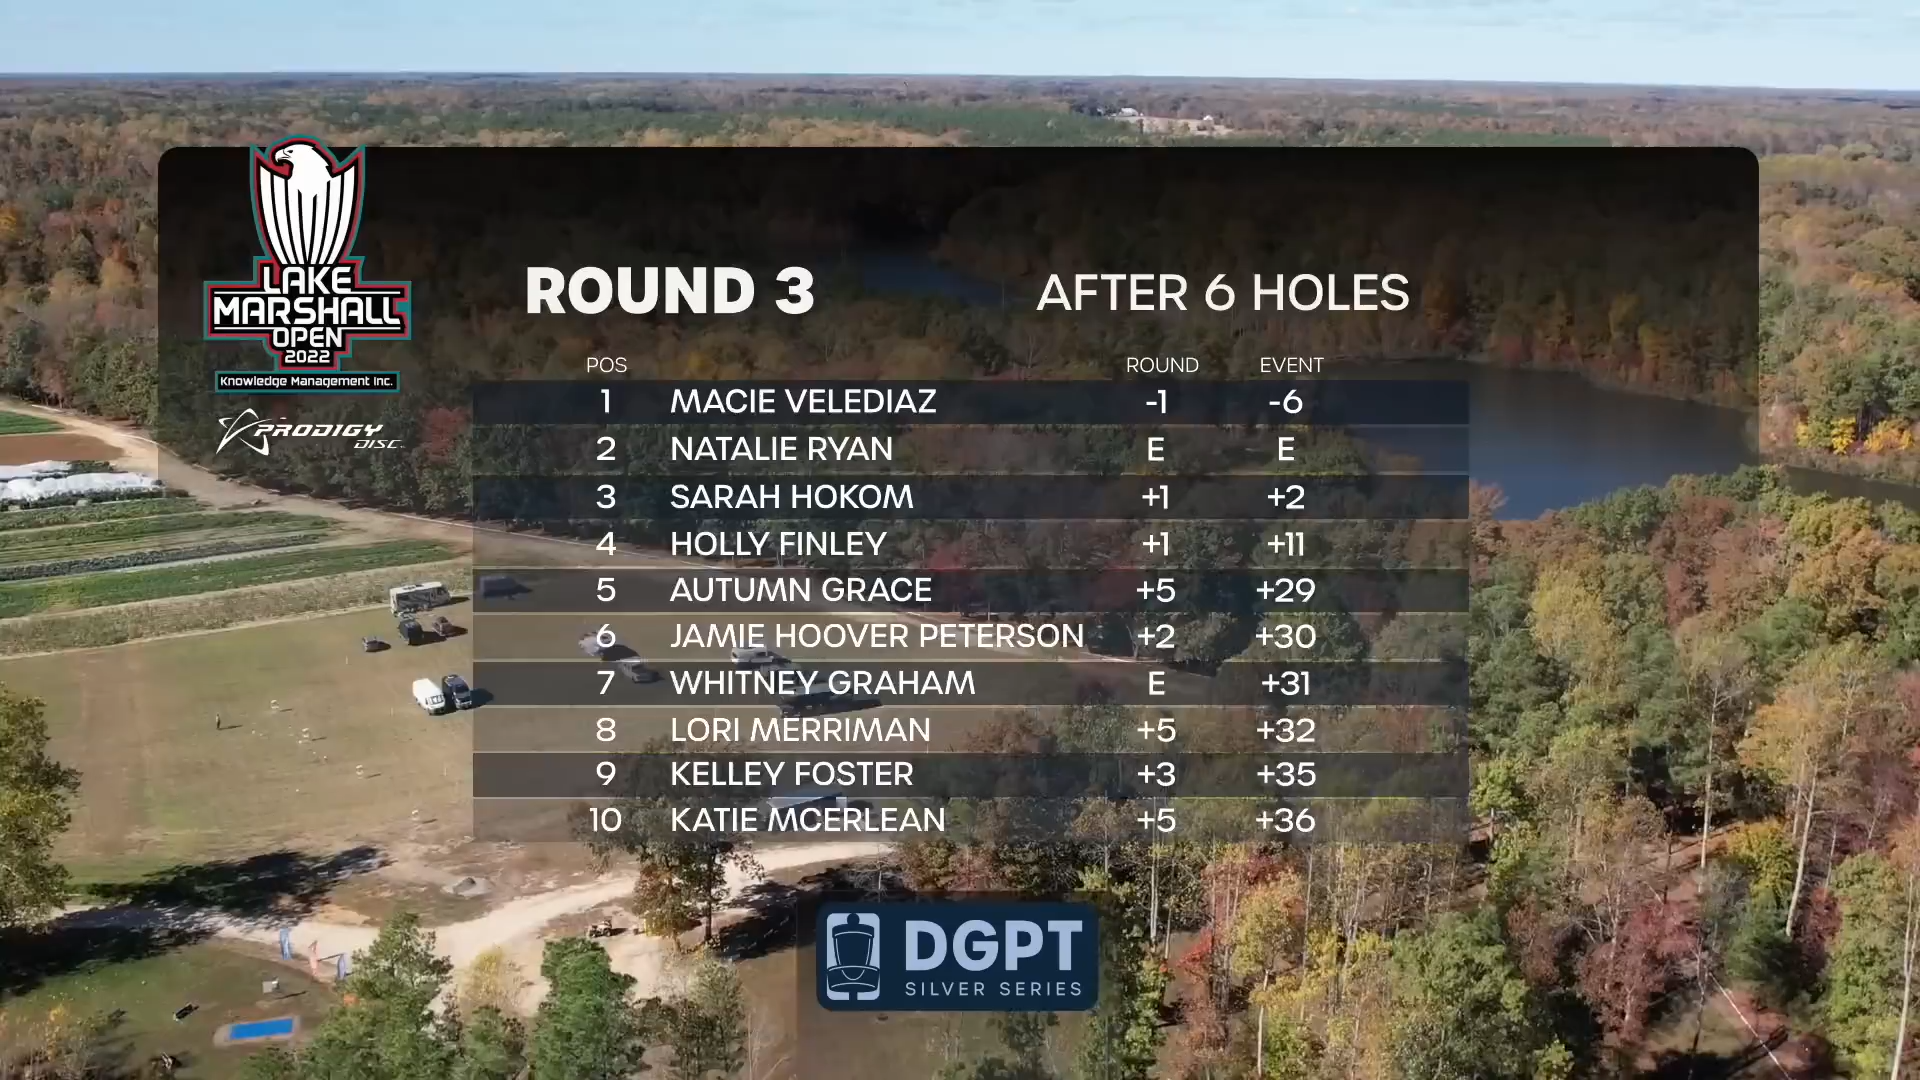 LAKE
MARSHALL
OPEN
2022
Knowledge Management Inc.
PRODIGY
DISC
ROUND 3 AFTER 6 HOLES
POS ROUND EVENT
1 MACIE VELEDIAZ -1 -6
2 NATALIE RYAN E E
3 SARAH HOKOM +1 +2
4 HOLLY FINLEY +1 +11
5 AUTUMN GRACE +5 +29
6 JAMIE HOOVER PETERSON +2 +30
7 WHITNEY GRAHAM E +31
8 LORI MERRIMAN +5 +32
9 KELLEY FOSTER +3 +35
10 KATIE MCERLEAN +5 +36
DGPT
SILVER SERIES